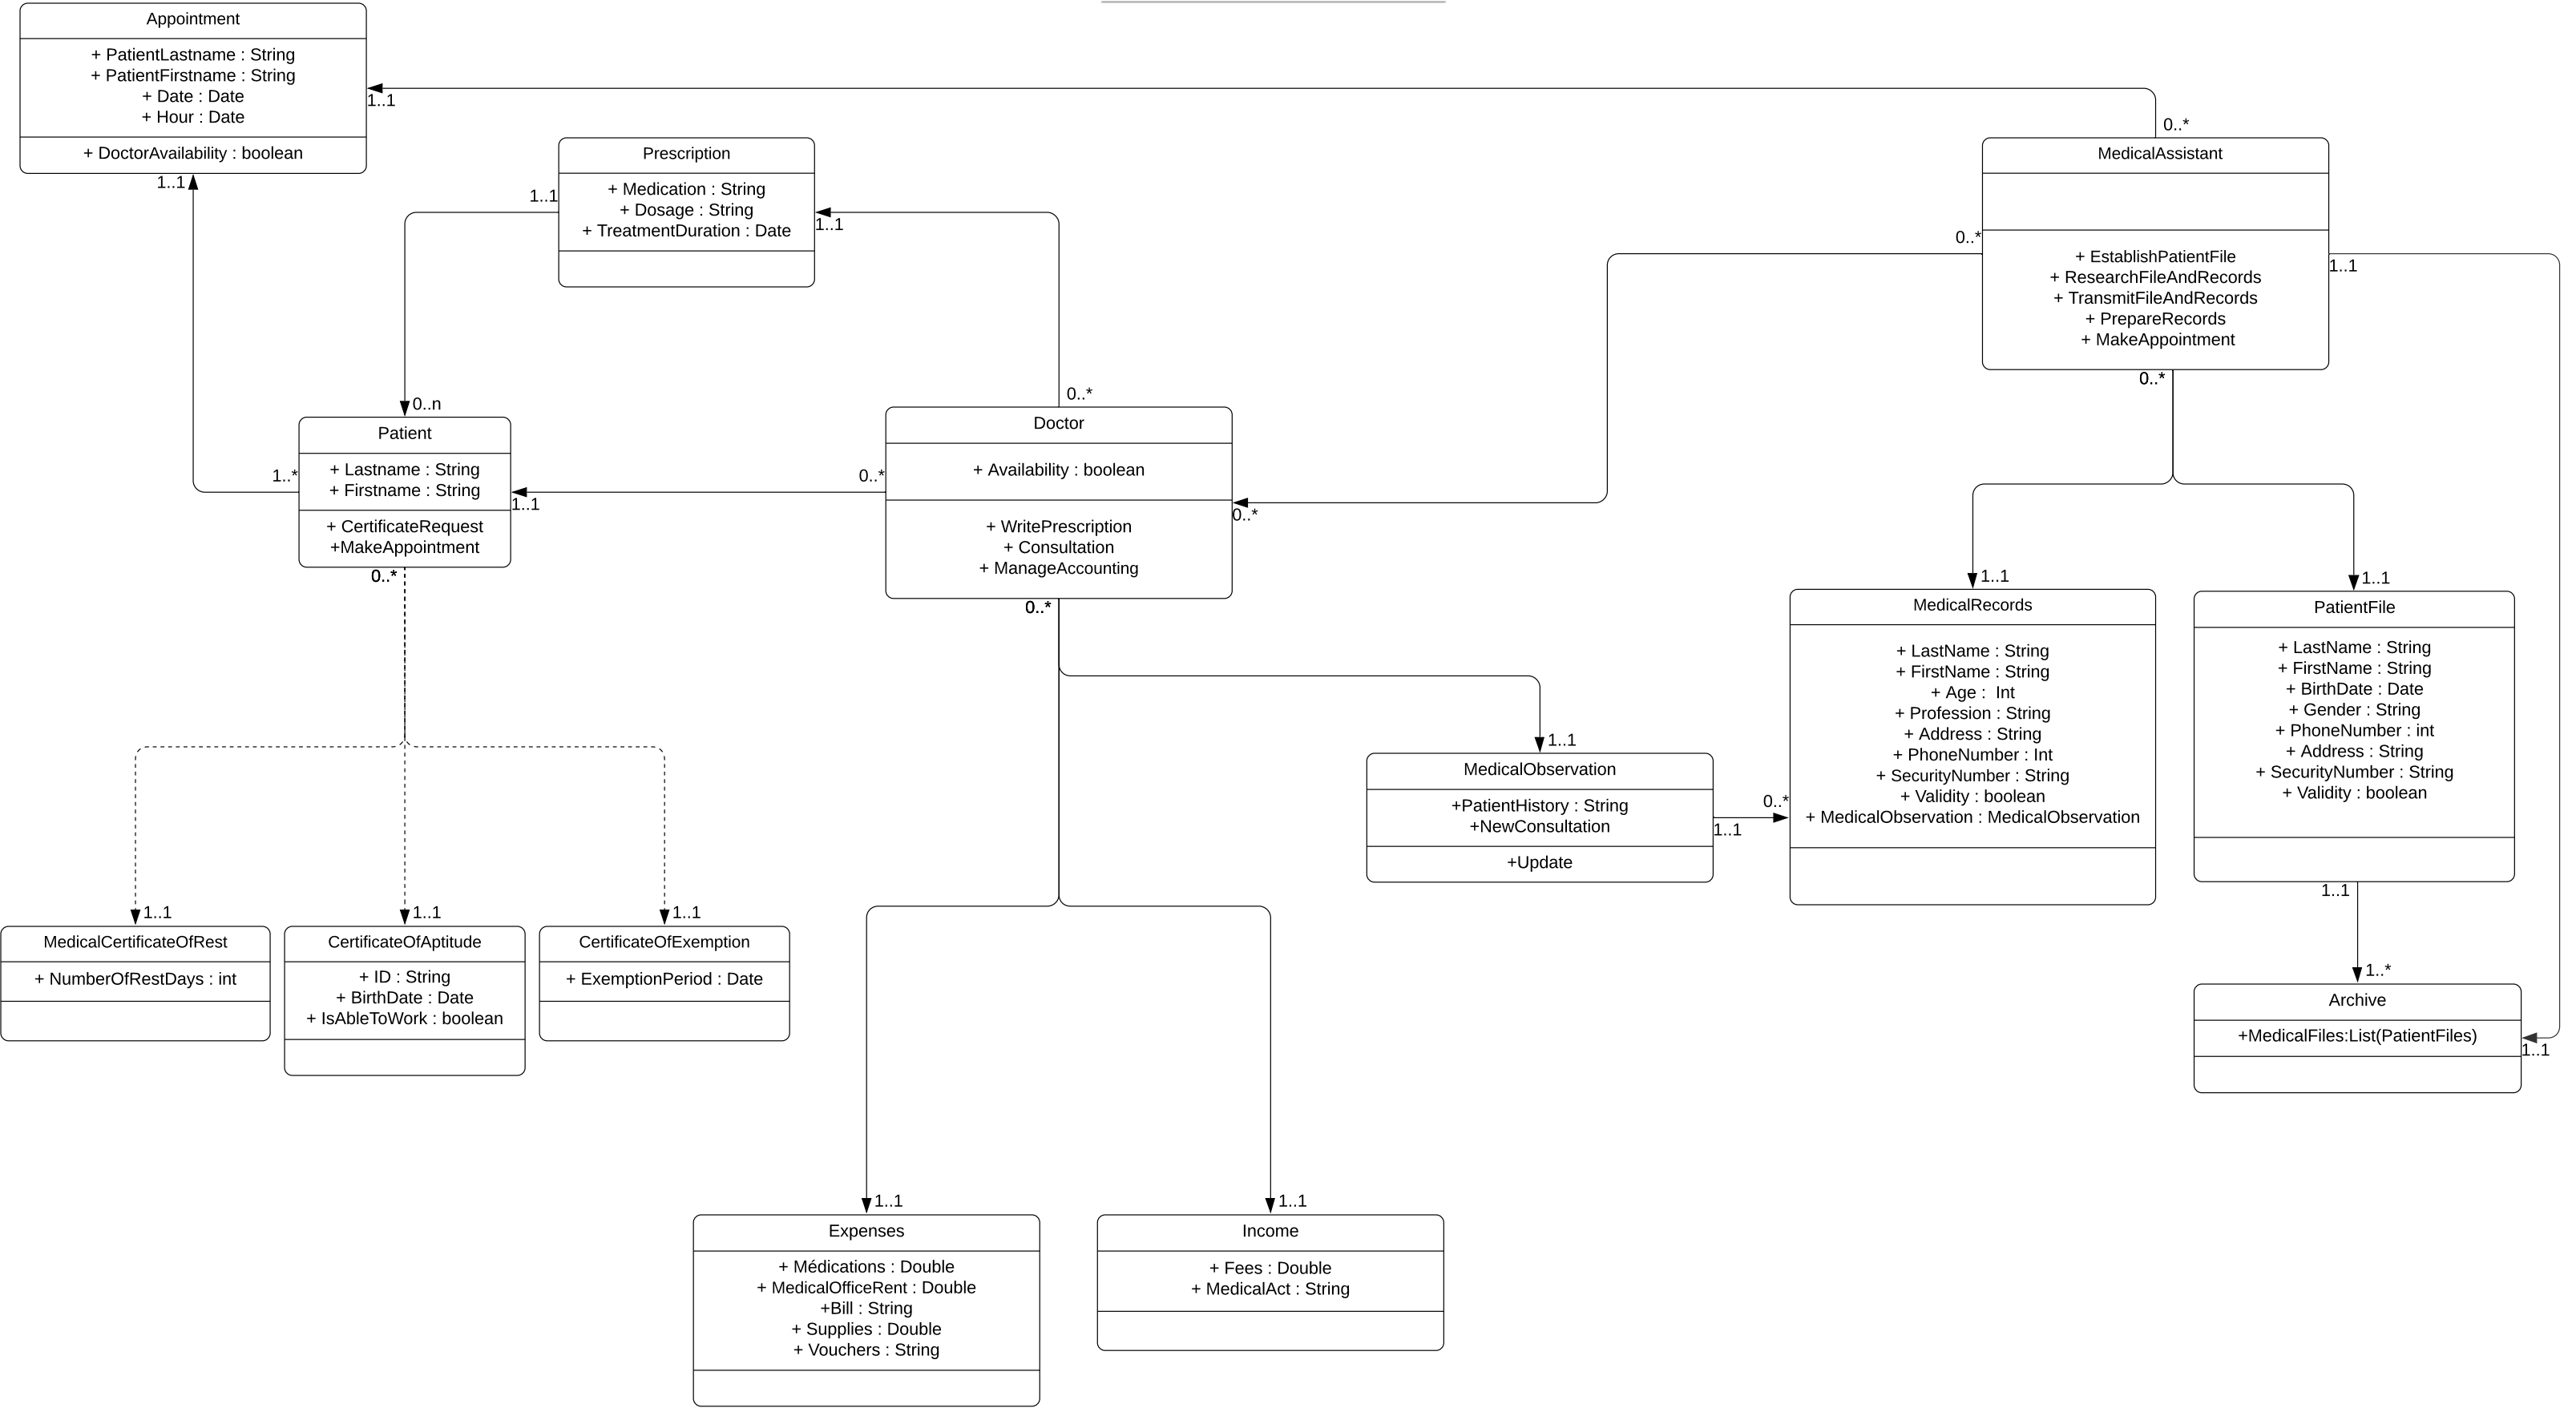 Appointment
+ PatientLastname : String
+ PatientFirstname : String
+ Date : Date
+ Hour : Date
+ DoctorAvailability : boolean
1..1
1..1
0..*
Prescription
+ Medication : String
+ Dosage : String
+ TreatmentDuration : Date
1..1
1..1
MedicalAssistant
+ EstablishPatientFile
+ ResearchFileAndRecords
+ TransmitFileAndRecords
+ PrepareRecords
+ MakeAppointment
0..*
1..1
0..*
0..n
Patient
+ Lastname : String
+ Firstname : String
+ CertificateRequest
+MakeAppointment
1..*
1..1
0..*
0..*
Doctor
+ Availability : boolean
+ WritePrescription
+ Consultation
+ ManageAccounting
0..*
0..*
0..*
1..1
MedicalRecords
+ LastName : String
+ FirstName : String
+ Age :  Int
+ Profession : String
+ Address : String
+ PhoneNumber : Int
+ SecurityNumber : String
+ Validity : boolean
+ MedicalObservation : MedicalObservation
1..1
PatientFile
+ LastName : String
+ FirstName : String
+ BirthDate : Date
+ Gender : String
+ PhoneNumber : int
+ Address : String
+ SecurityNumber : String
+ Validity : boolean
1..1
1..1
MedicalObservation
+PatientHistory : String
+NewConsultation
+Update
0..*
1..1
1..1
MedicalCertificateOfRest
+ NumberOfRestDays : int
1..1
CertificateOfAptitude
+ ID : String
+ BirthDate : Date
+ IsAbleToWork : boolean
1..1
CertificateOfExemption
+ ExemptionPeriod : Date
1..*
Archive
+MedicalFiles:List(PatientFiles)
1..1
1..1
Expenses
+ Médications : Double
+ MedicalOfficeRent : Double
+Bill : String
+ Supplies : Double
+ Vouchers : String
1..1
Income
+ Fees : Double
+ MedicalAct : String